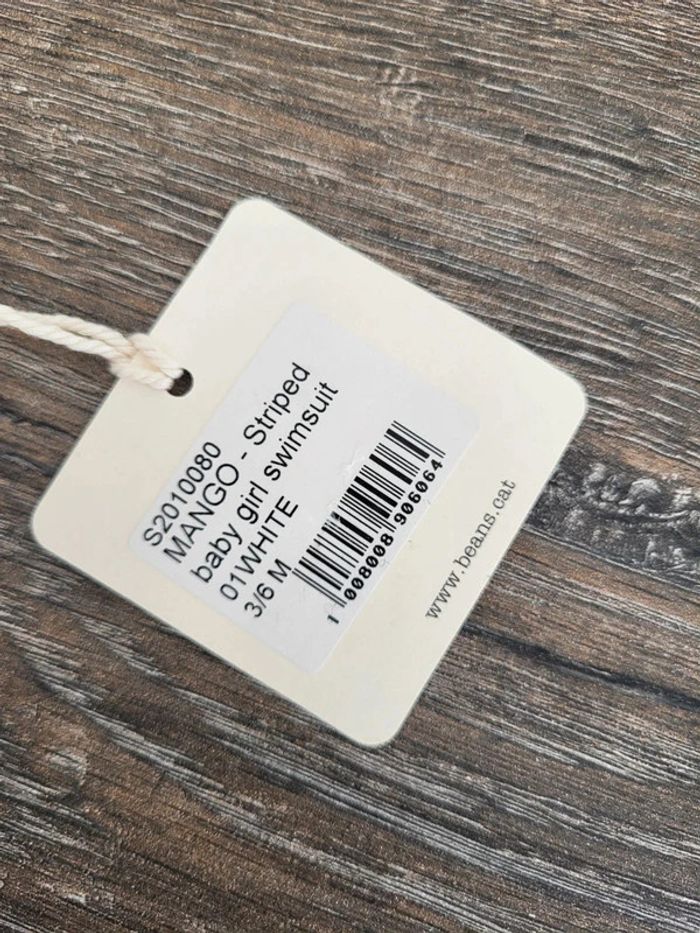 S2010080
MANGO - Striped
baby girl swimsuit
01WHITE
3/6 M
1 008008 906064
www.beans.cat